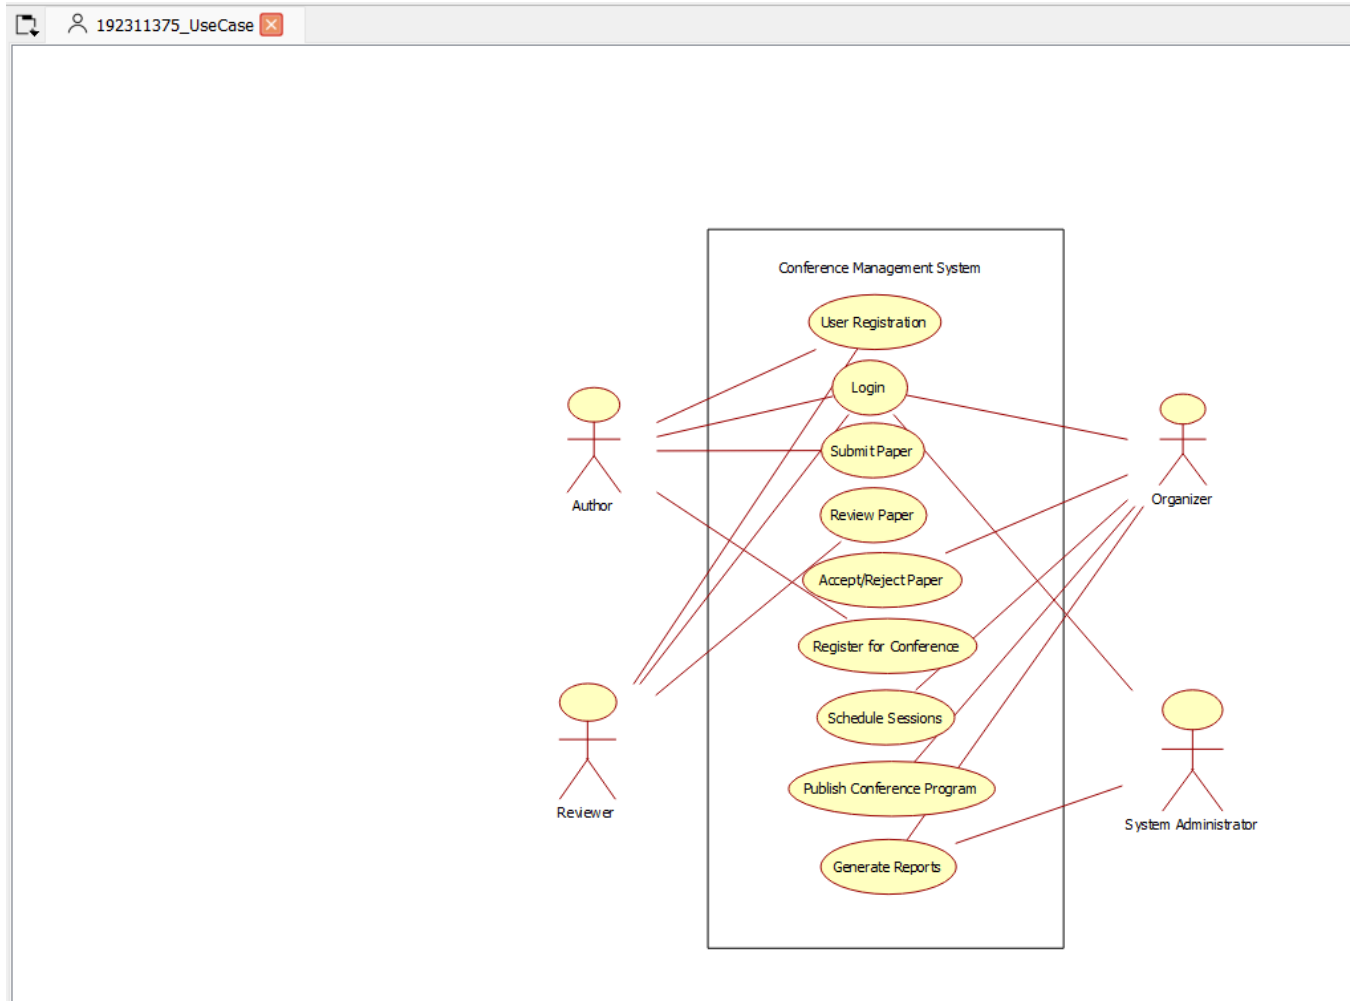 192311375_UseCase
Conference Management System
User Registration
Login
Submit Paper
Author
Organizer
Review Paper
Accept/Reject Paper
Register for Conference
Schedule Sessions
Publish Conference Program
Reviewer
System Administrator
Generate Reports